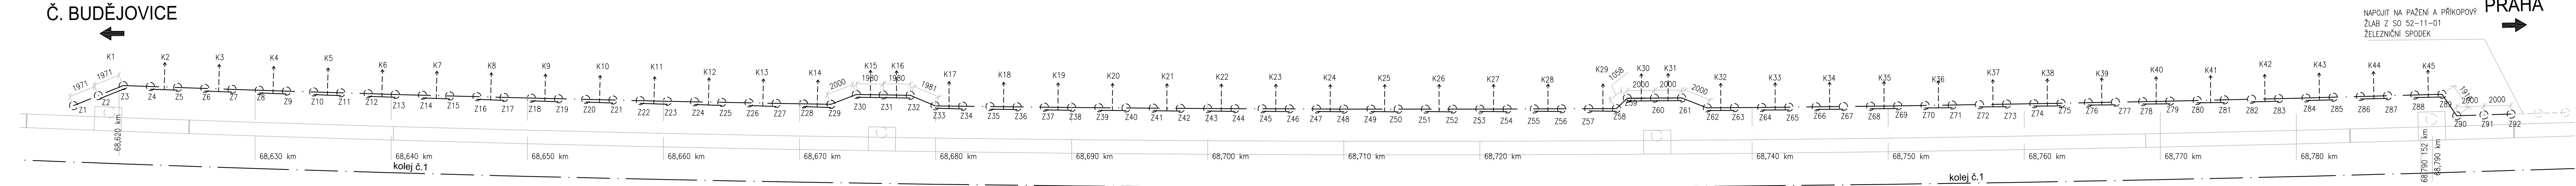 Č. BUDĚJOVICE
PRAHA
NAPOJIT NA PAŽENÍ A PŘÍKOPOVÝ
ŽLAB Z SO 52-11-01
ŽELEZNIČNÍ SPODEK
K1 K2 K3 K4 K5 K6 K7 K8 K9 K10 K11 K12 K13 K14 K15 K16 K17 K18 K19 K20 K21 K22 K23 K24 K25 K26 K27 K28 K29 K30 K31 K32 K33 K34 K35 K36 K37 K38 K39 K40 K41 K42 K43 K44 K45
1971 1971 2000 1980 1980 1981 1058 2000 2000 2000 2000 2000
Z1 Z2 Z3 Z4 Z5 Z6 Z7 Z8 Z9 Z10 Z11 Z12 Z13 Z14 Z15 Z16 Z17 Z18 Z19 Z20 Z21 Z22 Z23 Z24 Z25 Z26 Z27 Z28 Z29 Z30 Z31 Z32 Z33 Z34 Z35 Z36 Z37 Z38 Z39 Z40 Z41 Z42 Z43 Z44 Z45 Z46 Z47 Z48 Z49 Z50 Z51 Z52 Z53 Z54 Z55 Z56 Z57 Z58 Z59 Z60 Z61 Z62 Z63 Z64 Z65 Z66 Z67 Z68 Z69 Z70 Z71 Z72 Z73 Z74 Z75 Z76 Z77 Z78 Z79 Z80 Z81 Z82 Z83 Z84 Z85 Z86 Z87 Z88 Z89 Z90 Z91 Z92
68,620 km
68,630 km 68,640 km 68,650 km 68,660 km 68,670 km 68,680 km 68,690 km 68,700 km 68,710 km 68,720 km 68,740 km 68,750 km 68,760 km 68,770 km 68,780 km
68,790 152 km
68,790 km
kolej č.1
kolej č.1